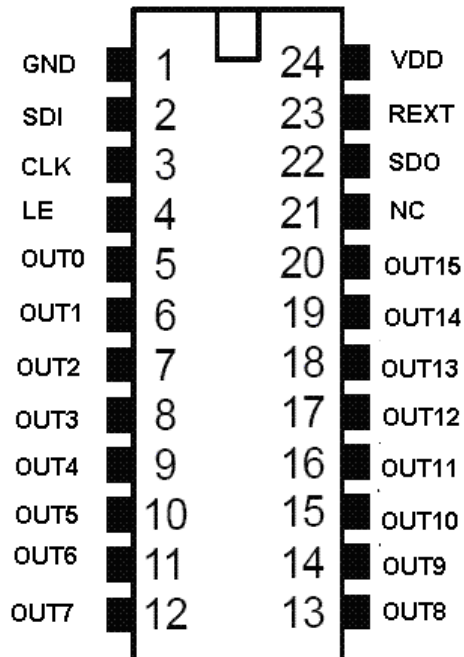 GND 1 24 VDD
SDI 2 23 REXT
CLK 3 22 SDO
LE 4 21 NC
OUT0 5 20 OUT15
OUT1 6 19 OUT14
OUT2 7 18 OUT13
OUT3 8 17 OUT12
OUT4 9 16 OUT11
OUT5 10 15 OUT10
OUT6 11 14 OUT9
OUT7 12 13 OUT8